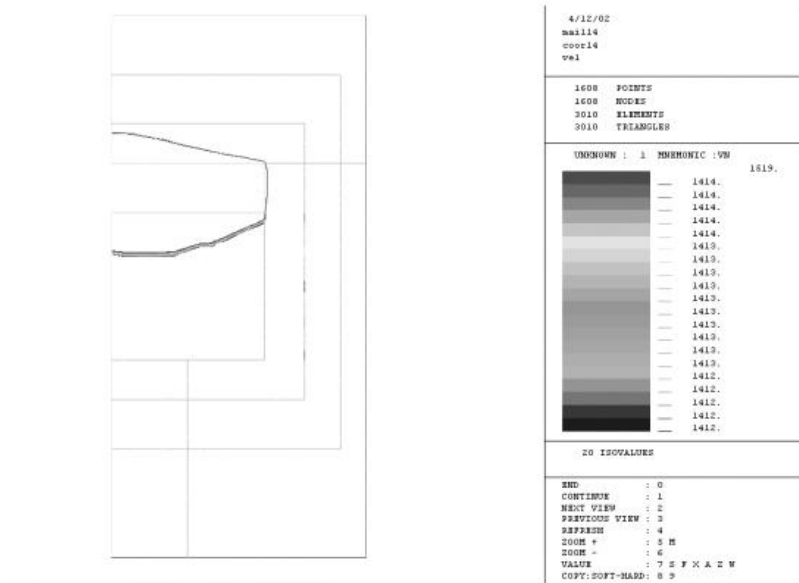 4/12/02
mail14
coor14
vel
1608 POINTS
1608 NODES
3010 ELEMENTS
3010 TRIANGLES
UNKNOWN : 1 MNEMONIC :VN
1619.
1414.
1414.
1414.
1414.
1414.
1413.
1413.
1413.
1413.
1413.
1413.
1413.
1413.
1413.
1412.
1412.
1412.
1412.
1412.
20 ISOVALUES
END : 0
CONTINUE : 1
NEXT VIEW : 2
PREVIOUS VIEW : 3
REFRESH : 4
ZOOM + : 5 M
ZOOM - : 6
VALUE : 7 S F X A Z W
COPY:SOFT-HARD: 8 9